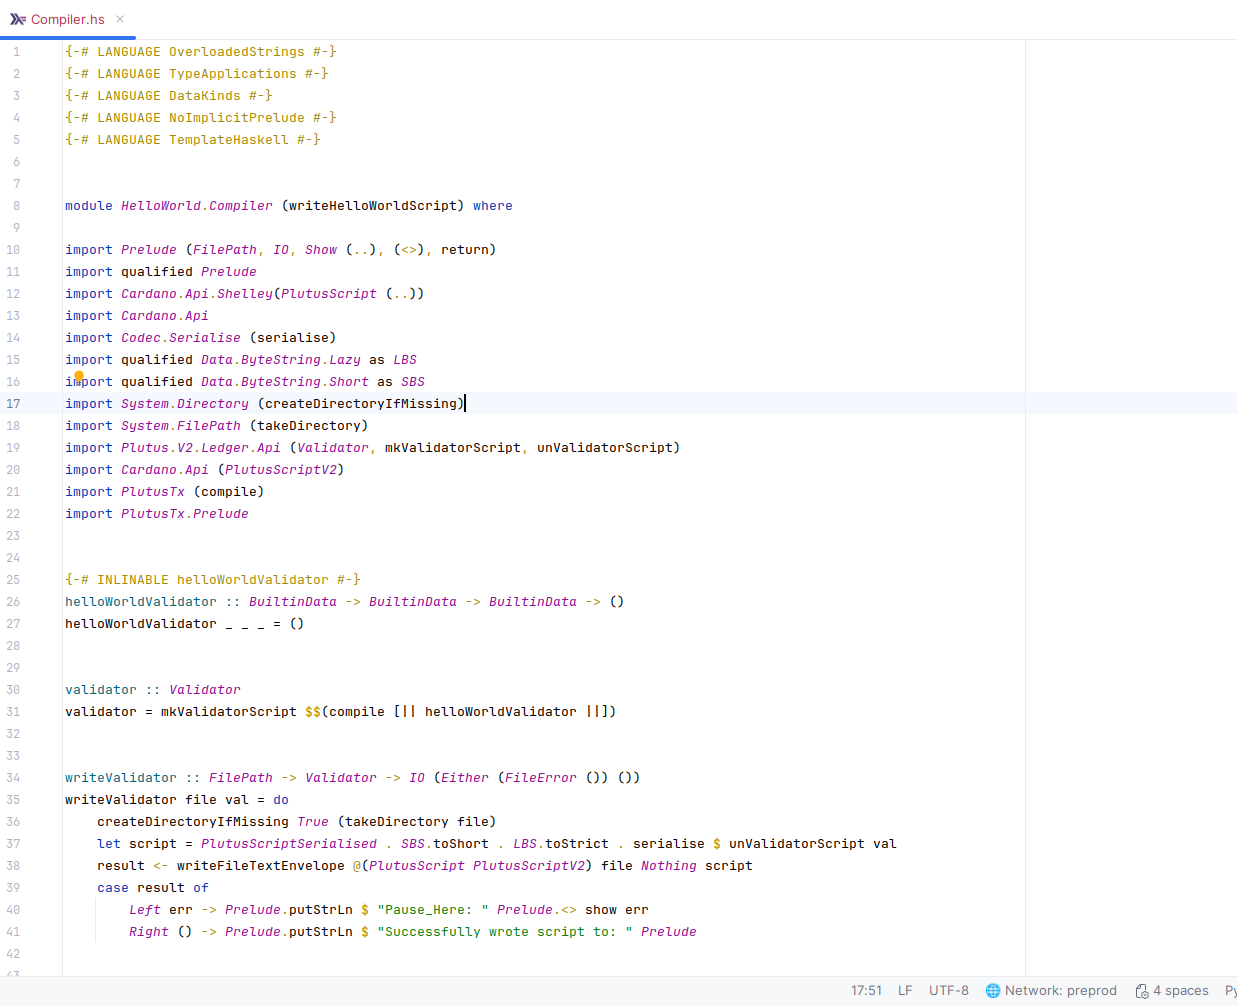 Compiler.hs ×
1 {-# LANGUAGE OverloadedStrings #-}
2 {-# LANGUAGE TypeApplications #-}
3 {-# LANGUAGE DataKinds #-}
4 {-# LANGUAGE NoImplicitPrelude #-}
5 {-# LANGUAGE TemplateHaskell #-}
6
7
8 module HelloWorld.Compiler (writeHelloWorldScript) where
9
10 import Prelude (FilePath, IO, Show (..), (<>), return)
11 import qualified Prelude
12 import Cardano.Api.Shelley(PlutusScript (..))
13 import Cardano.Api
14 import Codec.Serialise (serialise)
15 import qualified Data.ByteString.Lazy as LBS
16 import qualified Data.ByteString.Short as SBS
17 import System.Directory (createDirectoryIfMissing)
18 import System.FilePath (takeDirectory)
19 import Plutus.V2.Ledger.Api (Validator, mkValidatorScript, unValidatorScript)
20 import Cardano.Api (PlutusScriptV2)
21 import PlutusTx (compile)
22 import PlutusTx.Prelude
23
24
25 {-# INLINABLE helloWorldValidator #-}
26 helloWorldValidator :: BuiltinData -> BuiltinData -> BuiltinData -> ()
27 helloWorldValidator _ _ _ = ()
28
29
30 validator :: Validator
31 validator = mkValidatorScript $$(compile [|| helloWorldValidator ||])
32
33
34 writeValidator :: FilePath -> Validator -> IO (Either (FileError ()) ())
35 writeValidator file val = do
36     createDirectoryIfMissing True (takeDirectory file)
37     let script = PlutusScriptSerialised . SBS.toShort . LBS.toStrict . serialise $ unValidatorScript val
38     result <- writeFileTextEnvelope @(PlutusScript PlutusScriptV2) file Nothing script
39     case result of
40         Left err -> Prelude.putStrLn $ "Pause_Here: " Prelude.<> show err
41         Right () -> Prelude.putStrLn $ "Successfully wrote script to: " Prelude
42
43
17:51 LF UTF-8 Network: preprod 4 spaces Py